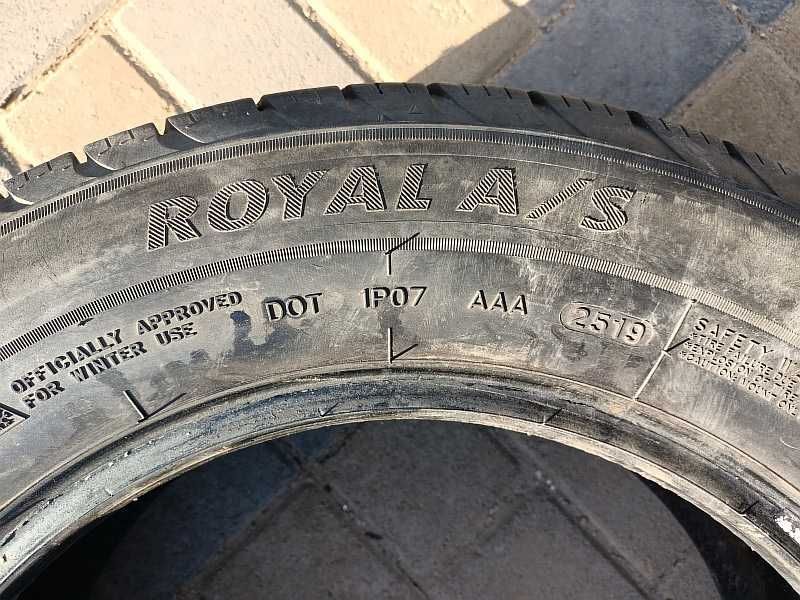 ROYAL A/S
OFFICIALLY APPROVED
FOR WINTER USE
DOT 1P07 AAA 2519
SAFETY